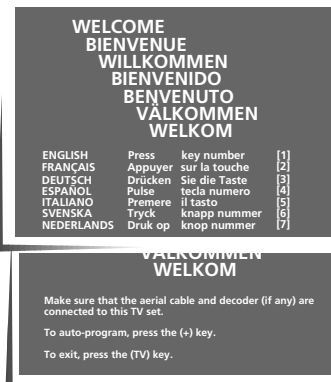 WELCOME
BIENVENUE
WILLKOMMEN
BIENVENIDO
BENVENUTO
VÄLKOMMEN
WELKOM
ENGLISH Press key number [1]
FRANÇAIS Appuyer sur la touche [2]
DEUTSCH Drücken Sie die Taste [3]
ESPAÑOL Pulse tecla numero [4]
ITALIANO Premere il tasto [5]
SVENSKA Tryck knapp nummer [6]
NEDERLANDS Druk op knop nummer [7]
VALKOMMEN
WELKOM
Make sure that the aerial cable and decoder (if any) are
connected to this TV set.
To auto-program, press the (+) key.
To exit, press the (TV) key.